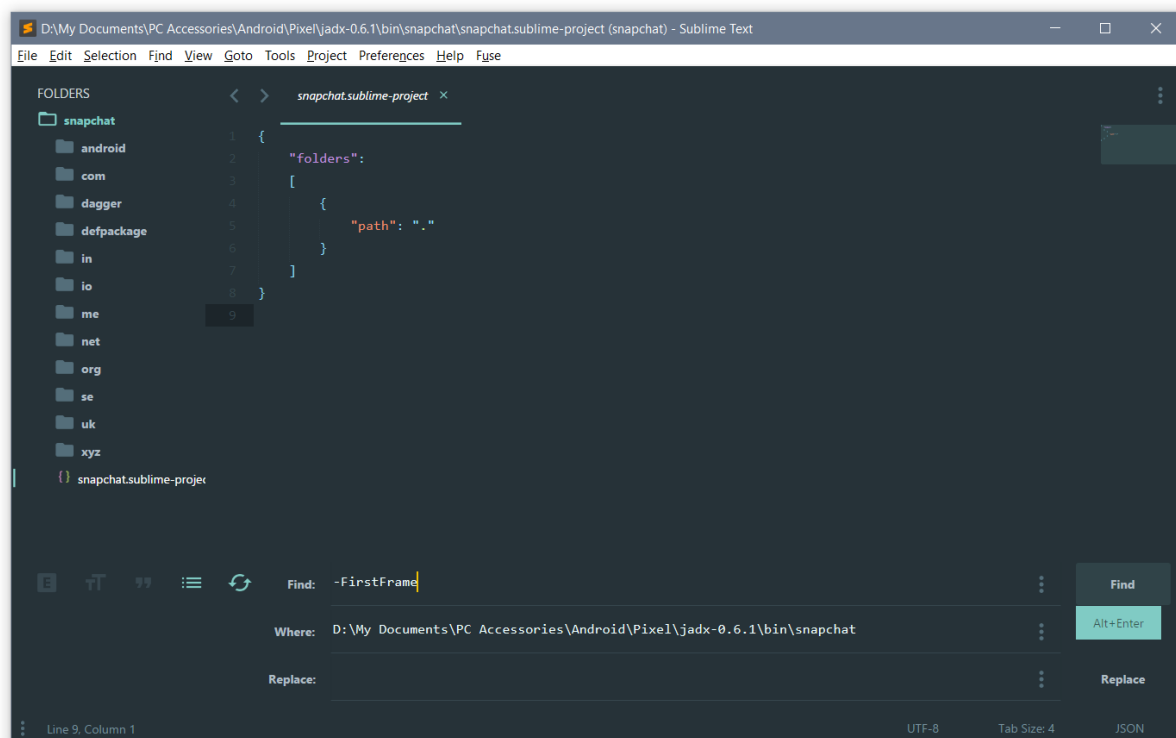 D:\My Documents\PC Accessories\Android\Pixel\jadx-0.6.1\bin\snapchat\snapchat.sublime-project (snapchat) - Sublime Text
File Edit Selection Find View Goto Tools Project Preferences Help Fuse
FOLDERS
snapchat
android
com
dagger
defpackage
in
io
me
net
org
se
uk
xyz
{} snapchat.sublime-projec
snapchat.sublime-project ×
1 {
2 "folders":
3 [
4 {
5 "path": "."
6 }
7 ]
8 }
9
Find: -FirstFrame
Find
Where: D:\My Documents\PC Accessories\Android\Pixel\jadx-0.6.1\bin\snapchat
Alt+Enter
Replace:
Replace
Line 9, Column 1
UTF-8
Tab Size: 4
JSON